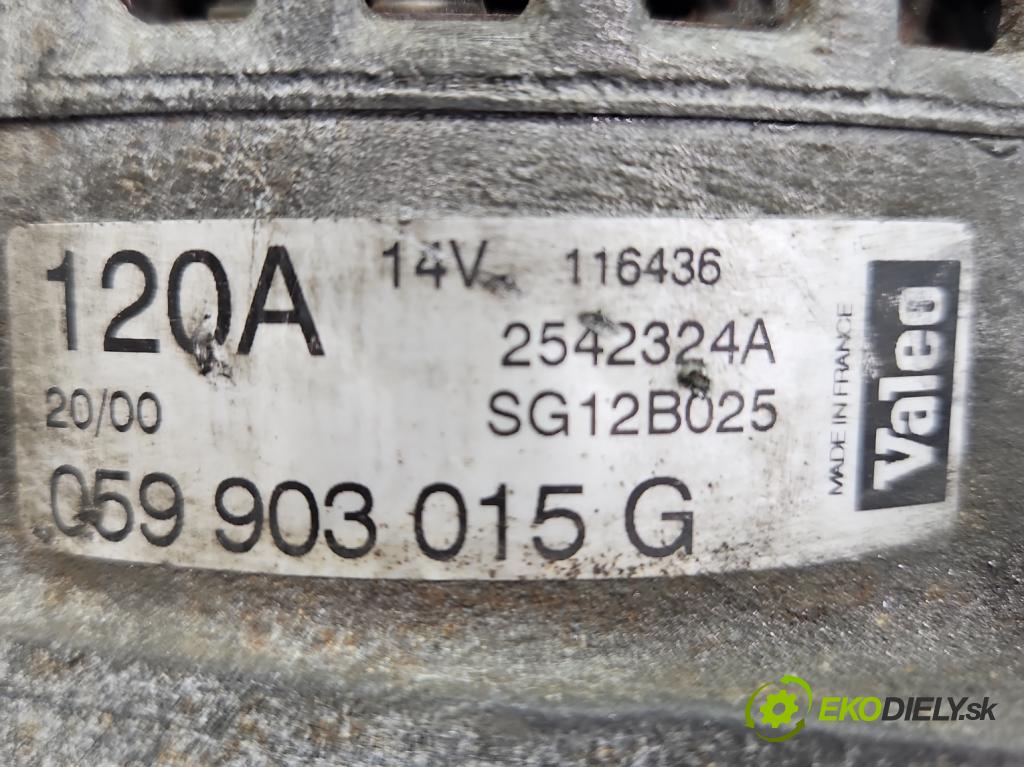 120A 14V 116436
2542324A
20/00 SG12B025
059 903 015 G
MADE IN FRANCE
Valeo
EKODIELY.sk